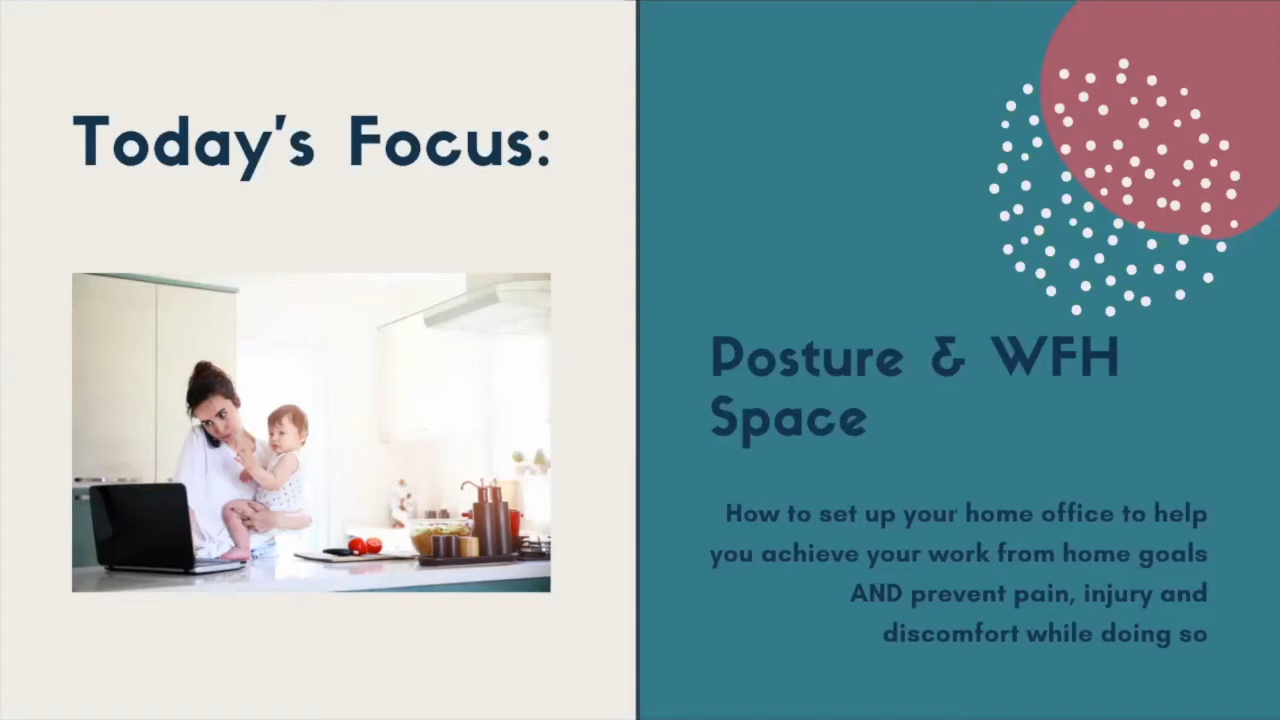 Today's Focus:
Posture & WFH
Space
How to set up your home office to help
you achieve your work from home goals
AND prevent pain, injury and
discomfort while doing so